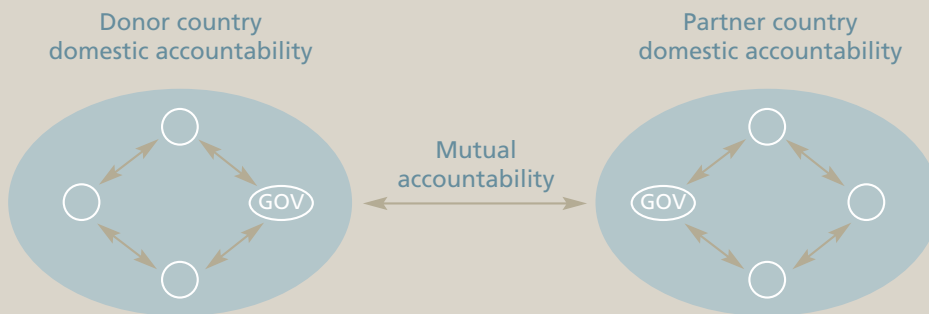 Donor country
domestic accountability
Partner country
domestic accountability
Mutual
accountability
GOV
GOV